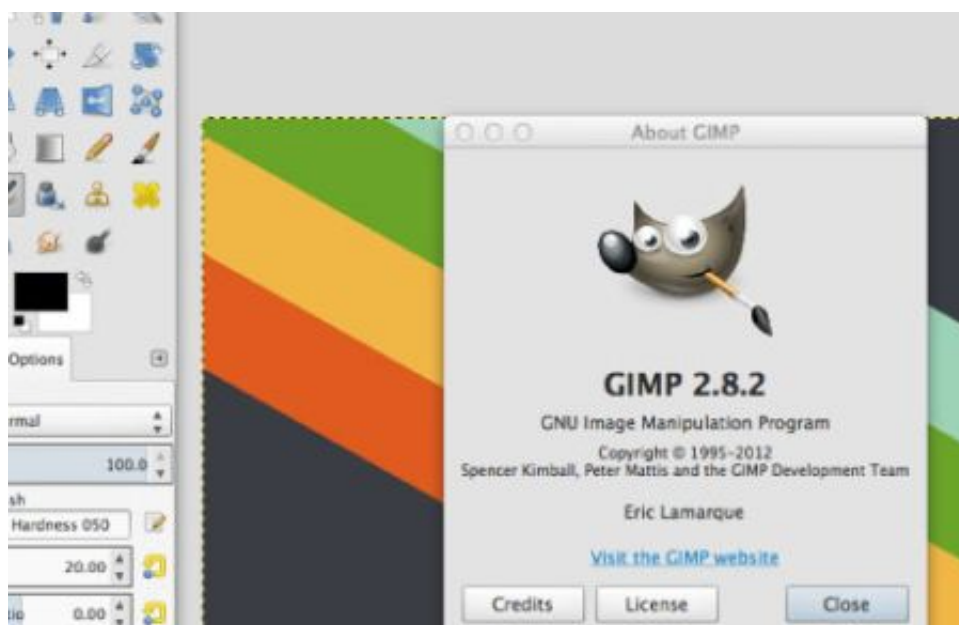 Options
100.0
Hardness 050
20.00
0.00
About GIMP
GIMP 2.8.2
GNU Image Manipulation Program
Copyright © 1995-2012
Spencer Kimball, Peter Mattis and the GIMP Development Team
Eric Lamarque
Visit the GIMP website
Credits
License
Close